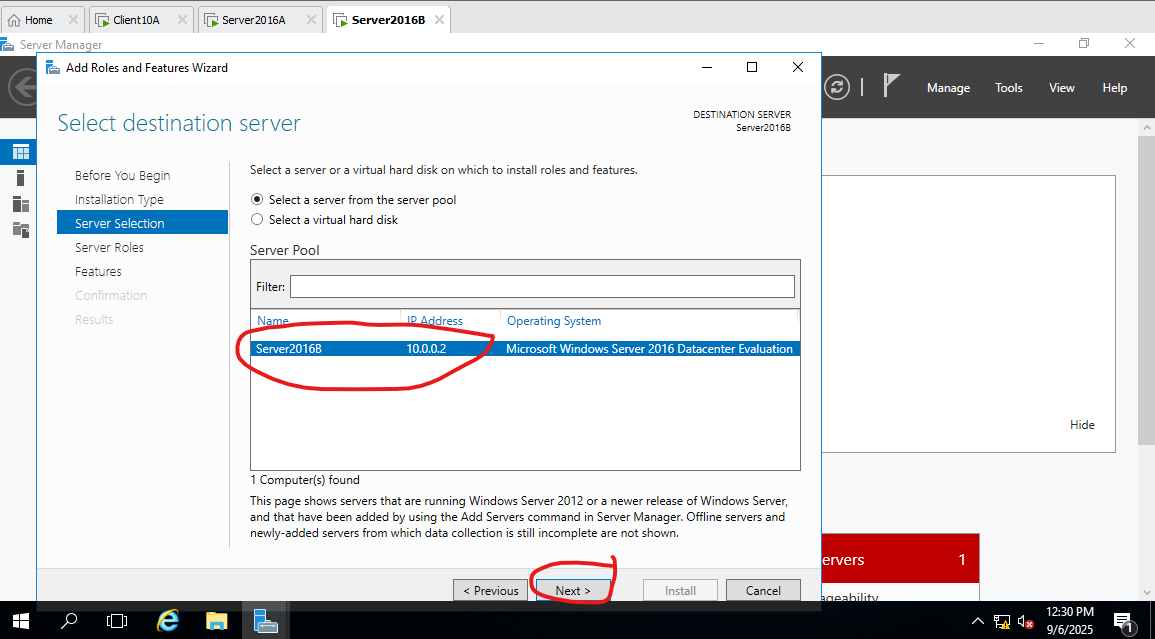 Home
Client10A
Server2016A
Server2016B
Server Manager
Add Roles and Features Wizard
Manage Tools View Help
Select destination server
DESTINATION SERVER
Server2016B
Before You Begin
Installation Type
Server Selection
Server Roles
Features
Confirmation
Results
Select a server or a virtual hard disk on which to install roles and features.
Select a server from the server pool
Select a virtual hard disk
Server Pool
Filter:
Name IP Address Operating System
Server2016B 10.0.0.2 Microsoft Windows Server 2016 Datacenter Evaluation
1 Computer(s) found
This page shows servers that are running Windows Server 2012 or a newer release of Windows Server,
and that have been added by using the Add Servers command in Server Manager. Offline servers and
newly-added servers from which data collection is still incomplete are not shown.
Hide
ervers 1
ageability
< Previous Next > Install Cancel
12:30 PM
9/6/2025
1